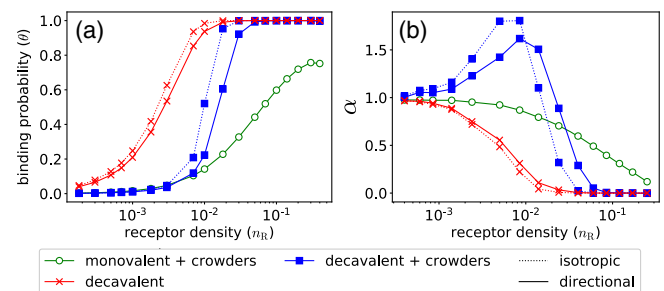 (a)
binding probability (θ)
1.0
0.8
0.6
0.4
0.2
0.0
10⁻³ 10⁻² 10⁻¹
receptor density (nR)
(b)
α
1.5
1.0
0.5
0.0
10⁻³ 10⁻² 10⁻¹
receptor density (nR)
monovalent + crowders decavalent + crowders isotropic
decavalent directional